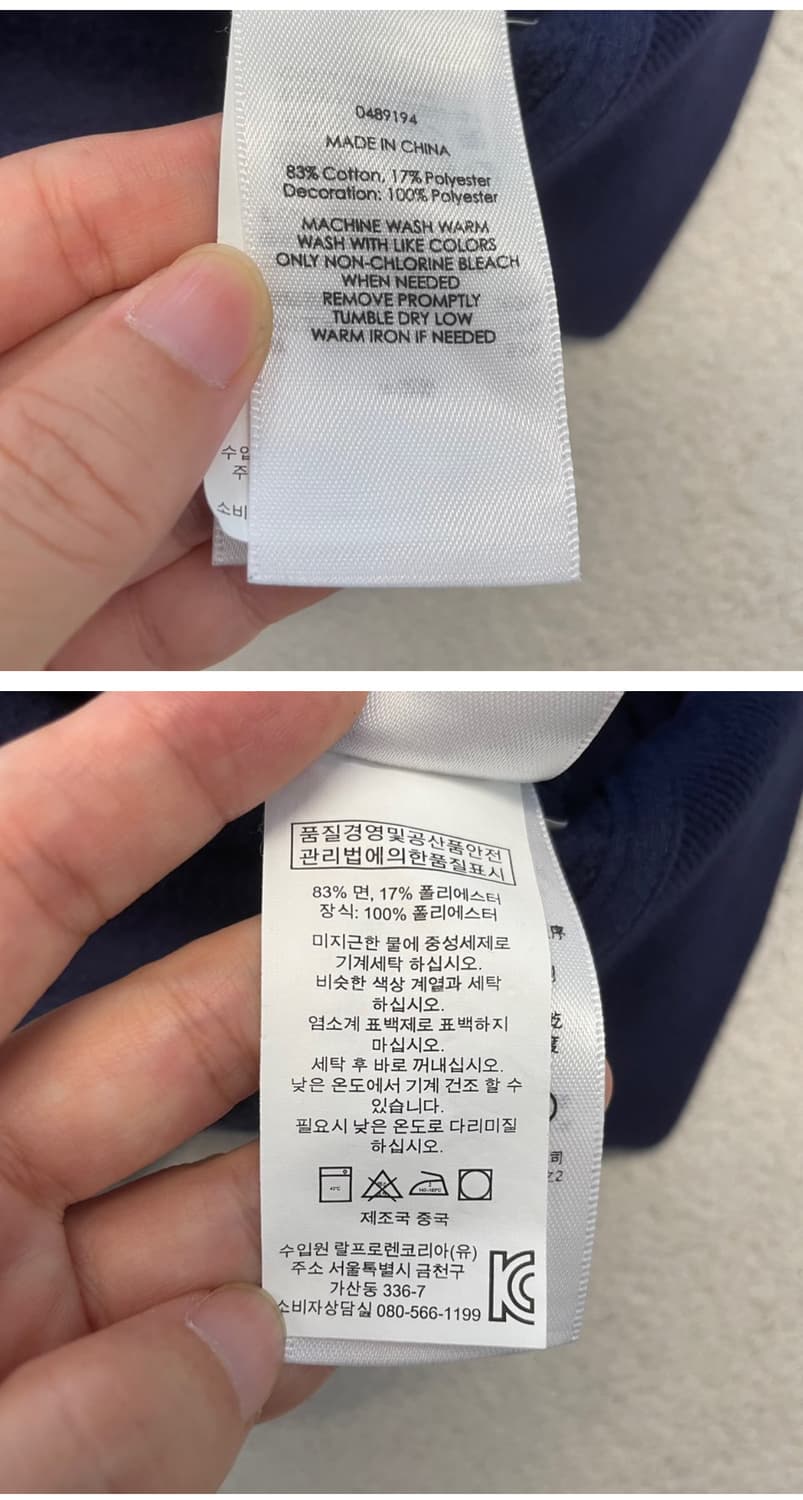 0489194
MADE IN CHINA
83% Cotton, 17% Polyester
Decoration: 100% Polyester
MACHINE WASH WARM
WASH WITH LIKE COLORS
ONLY NON-CHLORINE BLEACH
WHEN NEEDED
REMOVE PROMPTLY
TUMBLE DRY LOW
WARM IRON IF NEEDED
수입
주
소비
품질경영및공산품안전
관리법에의한품질표시
83% 면, 17% 폴리에스터
장식: 100% 폴리에스터
미지근한 물에 중성세제로
기계세탁 하십시오.
비슷한 색상 계열과 세탁
하십시오.
염소계 표백제로 표백하지
마십시오.
세탁 후 바로 꺼내십시오.
낮은 온도에서 기계 건조 할 수
있습니다.
필요시 낮은 온도로 다리미질
하십시오.
제조국 중국
수입원 랄프로렌코리아(유)
주소 서울특별시 금천구
가산동 336-7
소비자상담실 080-566-1199